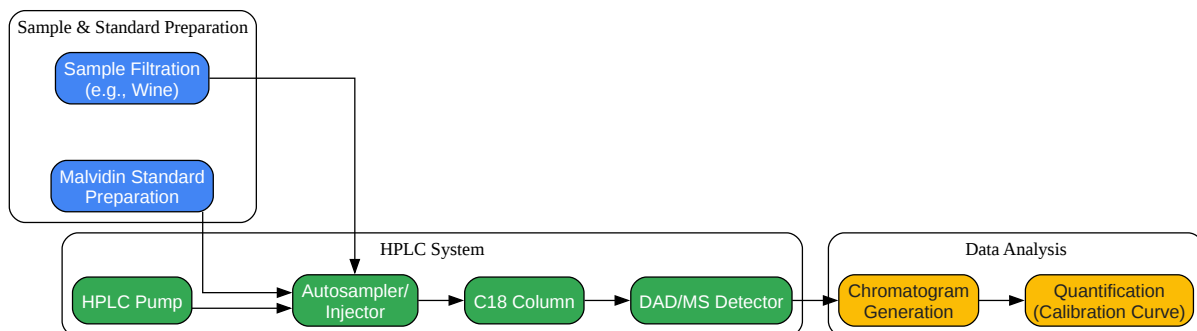 Sample & Standard Preparation
Sample Filtration
(e.g., Wine)
Malvidin Standard
Preparation
HPLC System
HPLC Pump
Autosampler/
Injector
C18 Column
DAD/MS Detector
Data Analysis
Chromatogram
Generation
Quantification
(Calibration Curve)